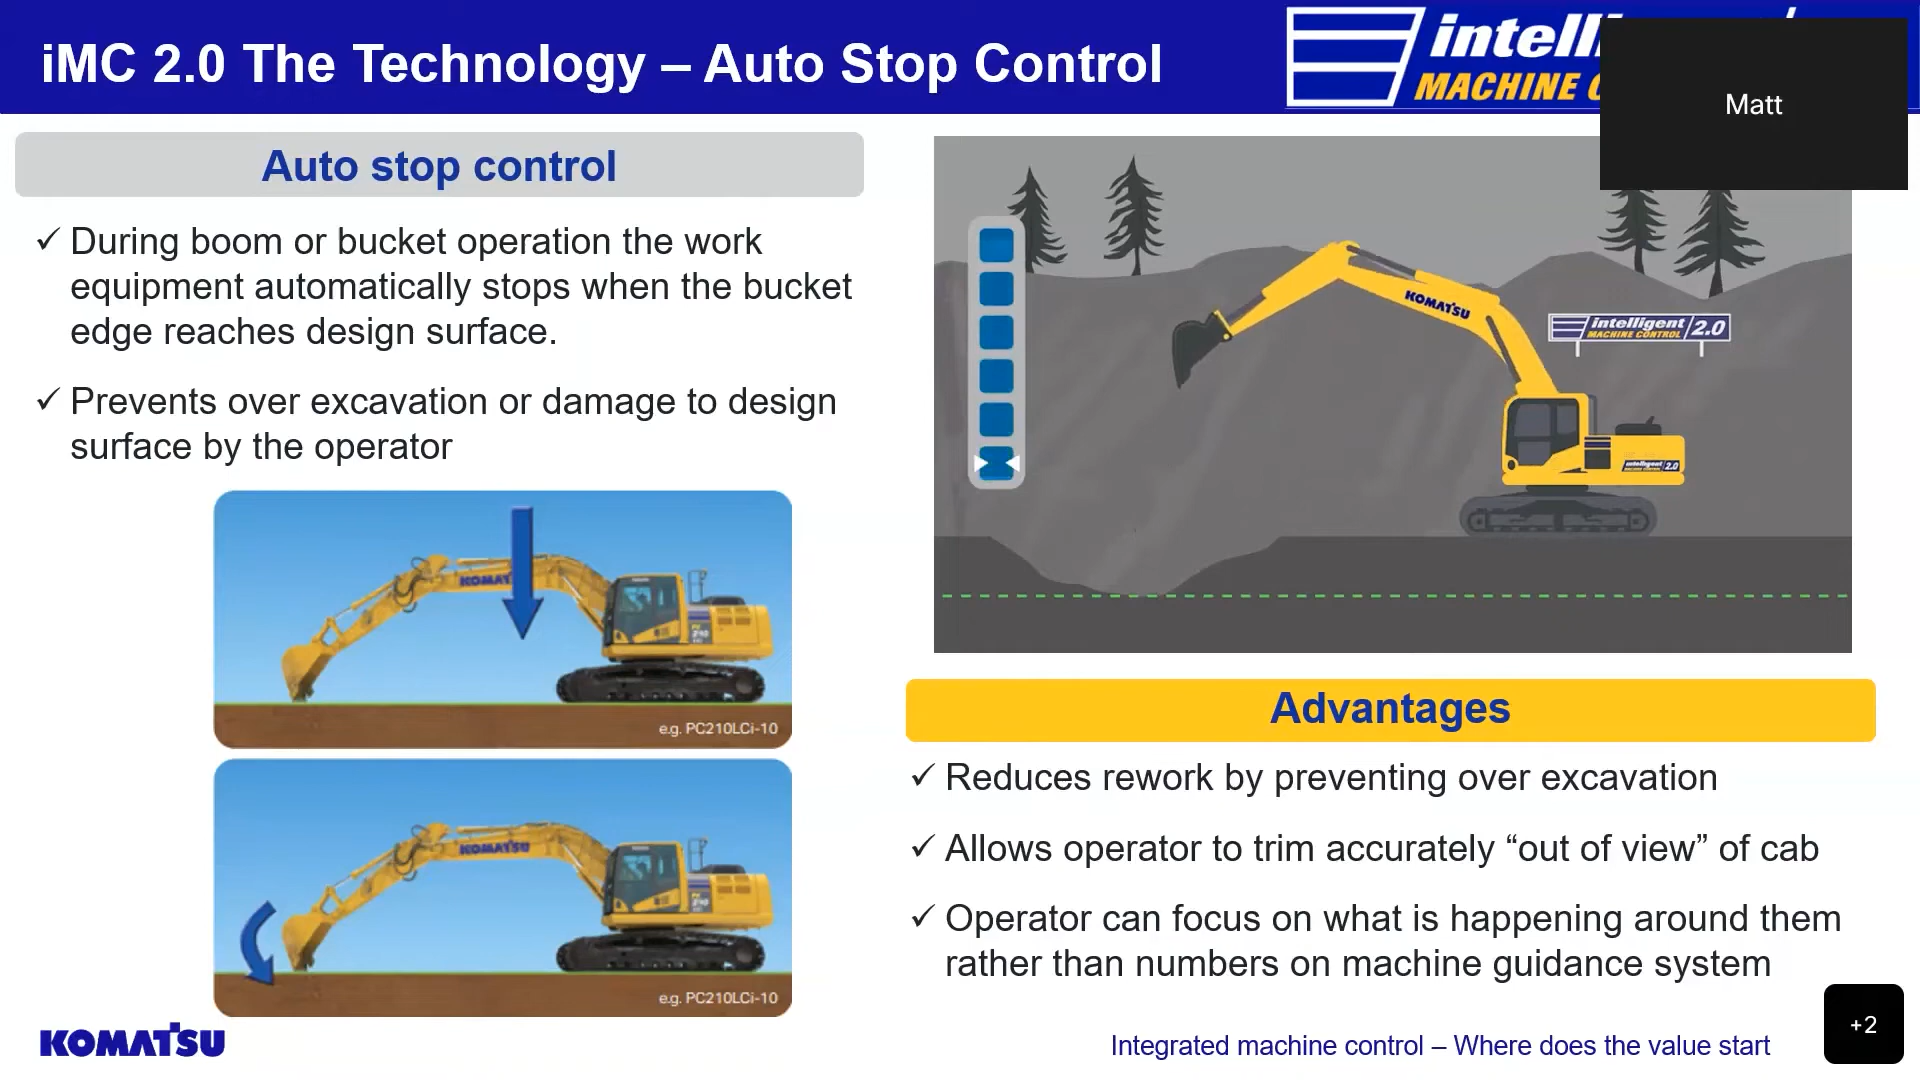 iMC 2.0 The Technology – Auto Stop Control
MACHINE
Matt
Auto stop control
✓ During boom or bucket operation the work
equipment automatically stops when the bucket
edge reaches design surface.
✓ Prevents over excavation or damage to design
surface by the operator
KOMATSU
intelligent
MACHINE CONTROL 2.0
intelligent
MACHINE CONTROL 2.0
e.g. PC210LCi-10
KOMATSU
e.g. PC210LCi-10
Advantages
✓ Reduces rework by preventing over excavation
✓ Allows operator to trim accurately “out of view” of cab
✓ Operator can focus on what is happening around them
rather than numbers on machine guidance system
KOMATSU
Integrated machine control – Where does the value start
+2